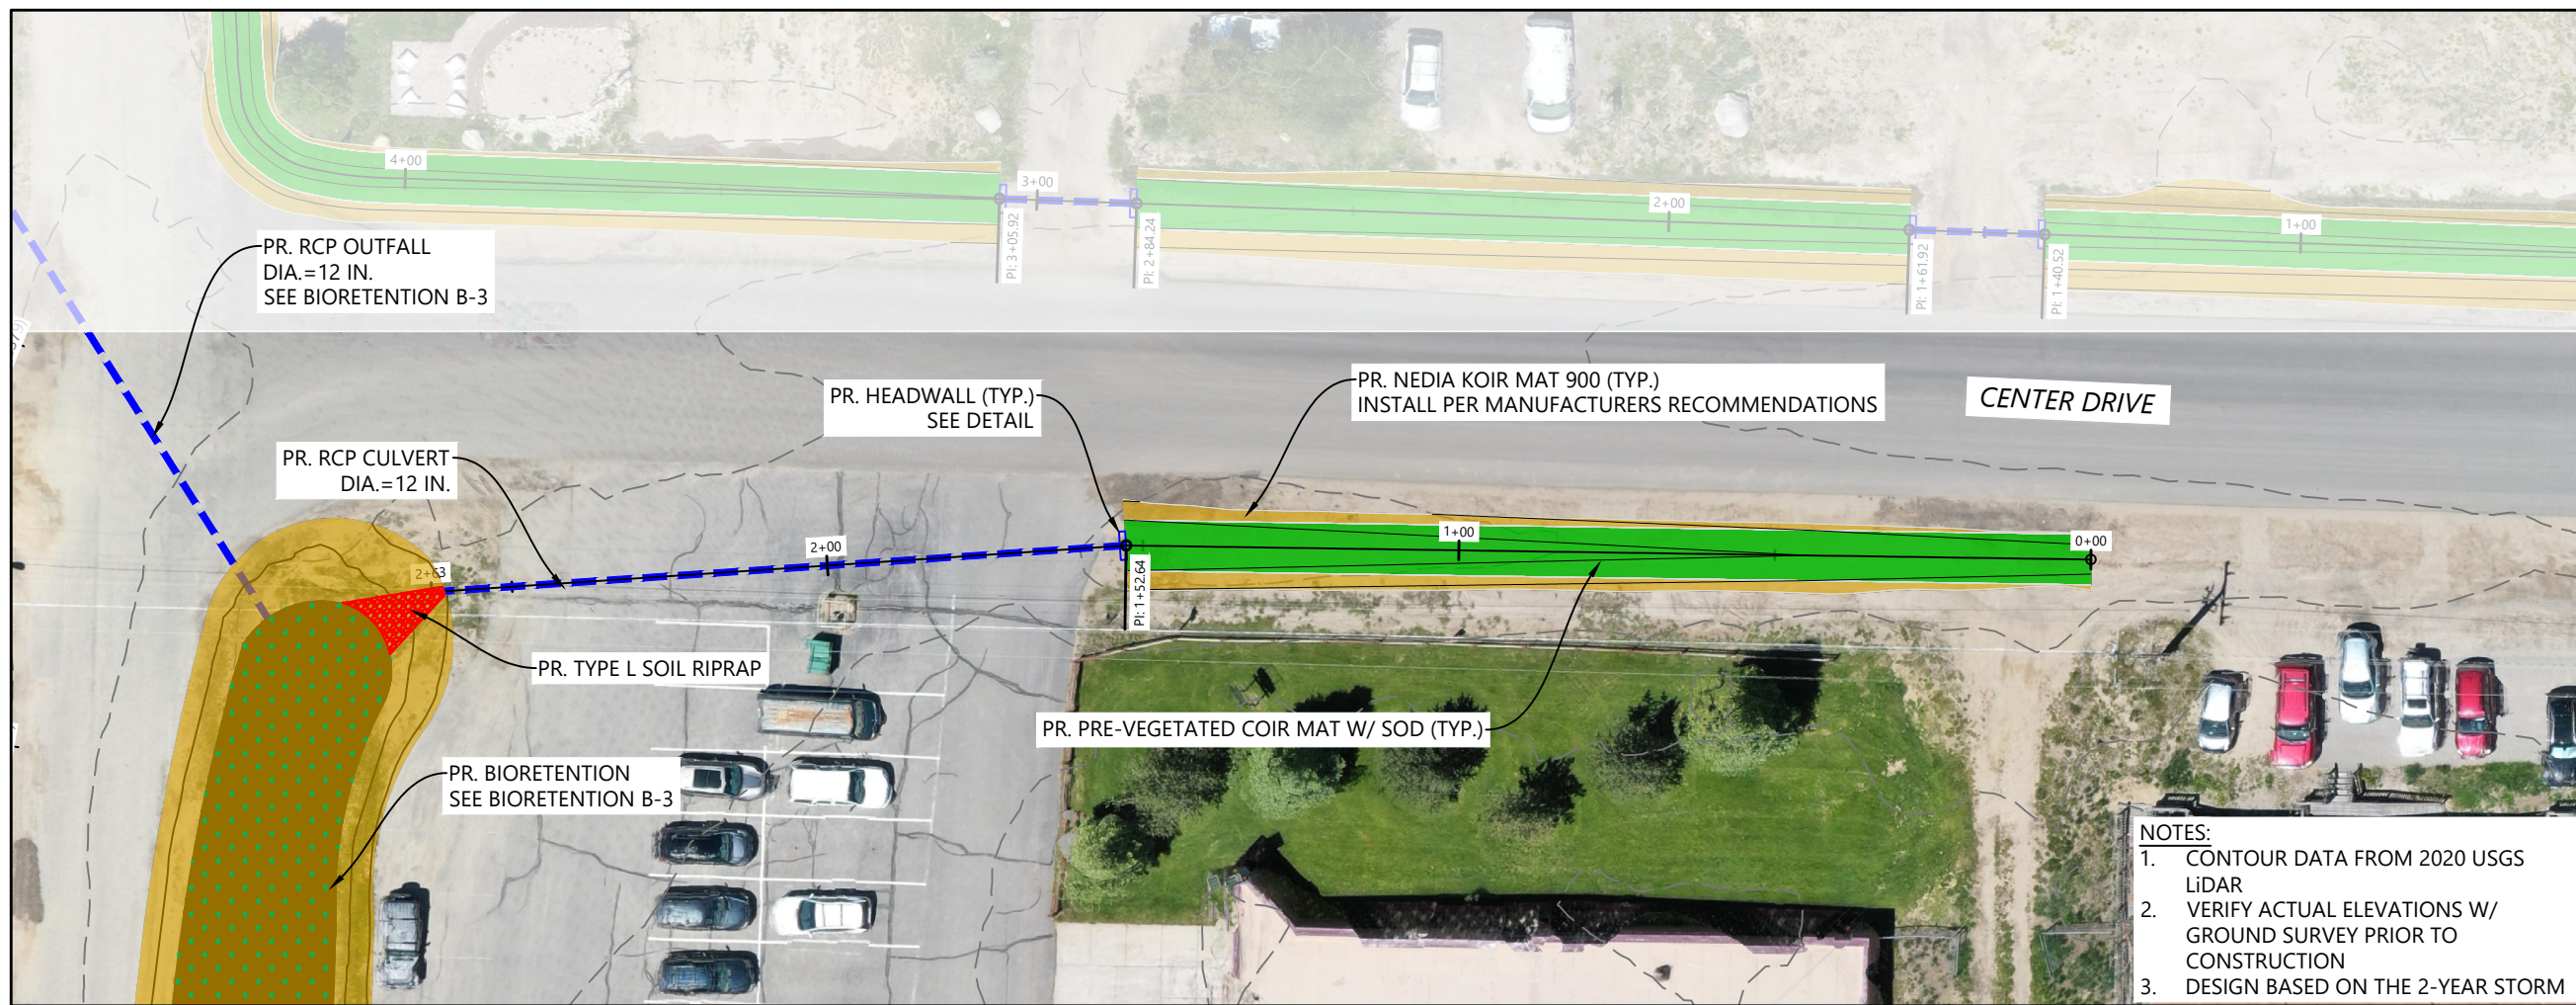 4+00
3+00
2+00
1+00
PI: 3+05.92
PI: 2+84.24
PI: 1+61.92
PI: 1+40.52
PR. RCP OUTFALL
DIA.=12 IN.
SEE BIORETENTION B-3
PR. HEADWALL (TYP.)
SEE DETAIL
PR. NEDIA KOIR MAT 900 (TYP.)
INSTALL PER MANUFACTURERS RECOMMENDATIONS
CENTER DRIVE
PR. RCP CULVERT
DIA.=12 IN.
2+63
2+00
1+00
0+00
PI: 1+52.64
PR. TYPE L SOIL RIPRAP
PR. PRE-VEGETATED COIR MAT W/ SOD (TYP.)
PR. BIORETENTION
SEE BIORETENTION B-3
NOTES:
1. CONTOUR DATA FROM 2020 USGS
LiDAR
2. VERIFY ACTUAL ELEVATIONS W/
GROUND SURVEY PRIOR TO
CONSTRUCTION
3. DESIGN BASED ON THE 2-YEAR STORM